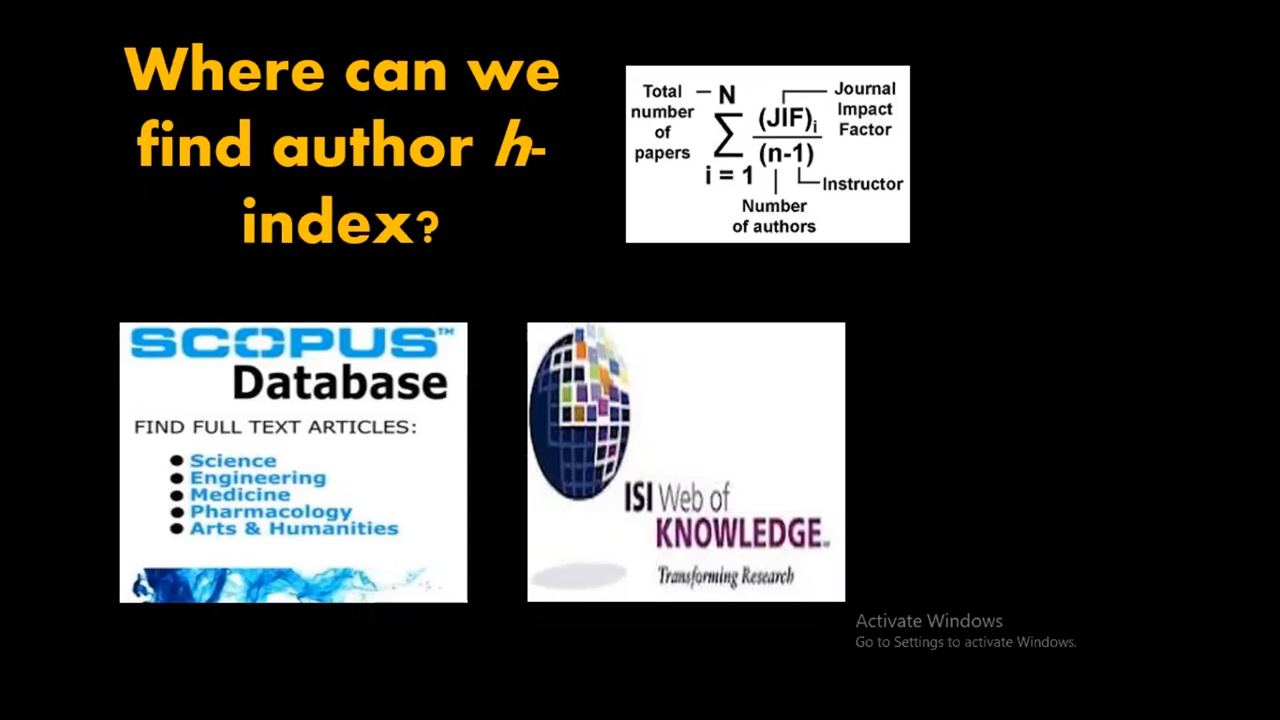 Where can we
find author h-
index?
Total
number
of
papers
N
∑
i = 1
(JIF)i
(n-1)
Journal
Impact
Factor
Instructor
Number
of authors
SCOPUS™
Database
FIND FULL TEXT ARTICLES:
● Science
● Engineering
● Medicine
● Pharmacology
● Arts & Humanities
ISI Web of
KNOWLEDGE
Transforming Research
Activate Windows
Go to Settings to activate Windows.